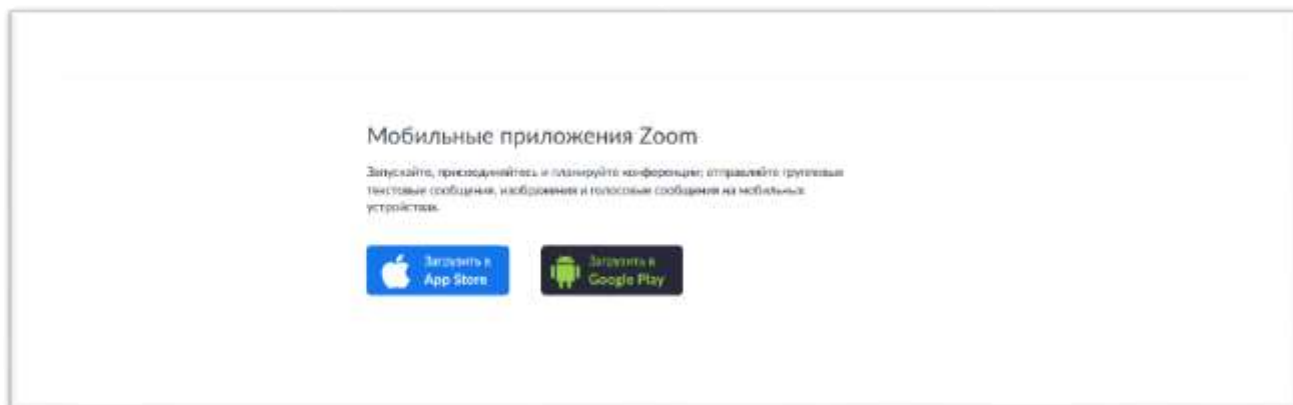 Мобильные приложения Zoom
Запускайте, присоединяйтесь и планируйте конференции; отправляйте групповые
текстовые сообщения, изображения и голосовые сообщения на мобильных
устройствах.
Загрузить в
App Store
Загрузить в
Google Play